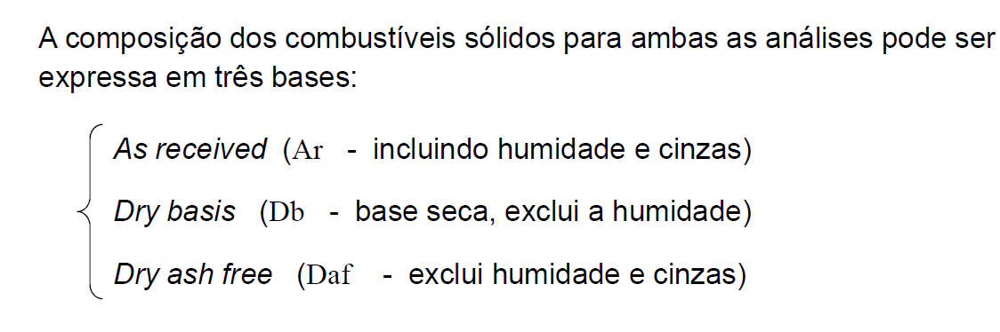 A composição dos combustíveis sólidos para ambas as análises pode ser
expressa em três bases:
As received (Ar - incluindo humidade e cinzas)
Dry basis (Db - base seca, exclui a humidade)
Dry ash free (Daf - exclui humidade e cinzas)